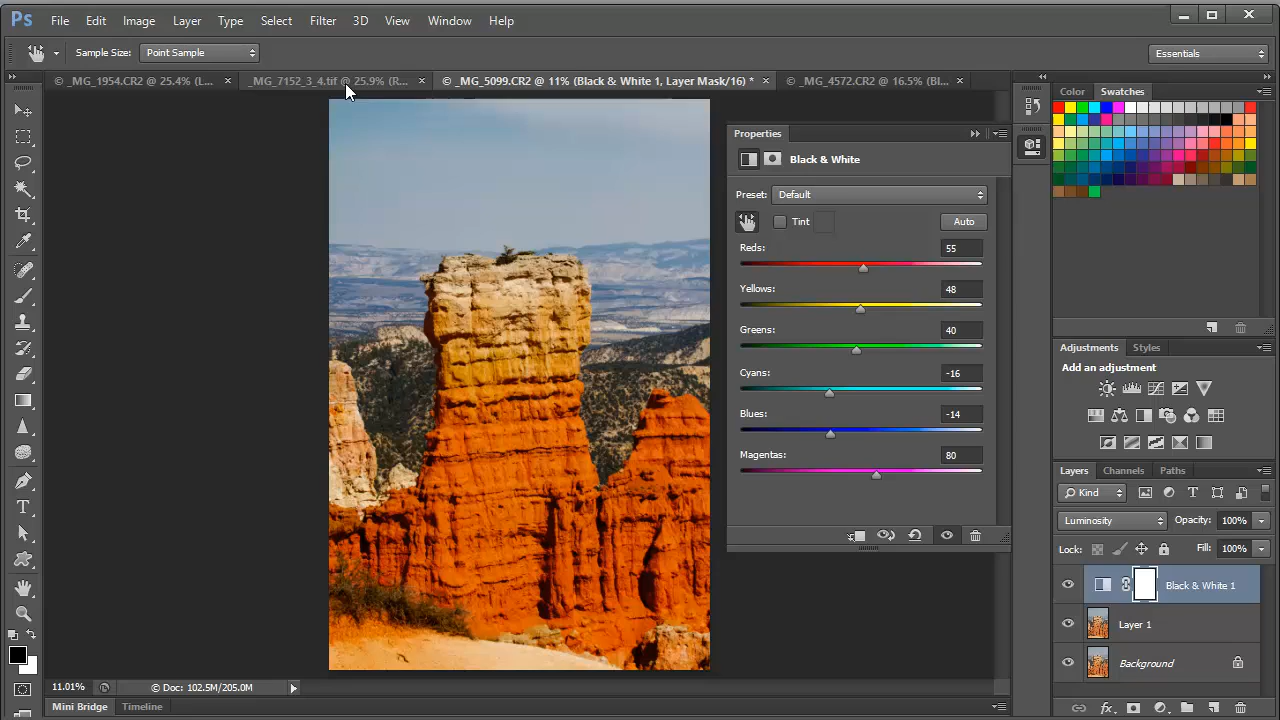 Ps File Edit Image Layer Type Select Filter 3D View Window Help
Sample Size: Point Sample Essentials
© _MG_1954.CR2 @ 25.4% (L... × _MG_7152_3_4.tif @ 25.9% (R... × © _MG_5099.CR2 @ 11% (Black & White 1, Layer Mask/16) * × © _MG_4572.CR2 @ 16.5% (Bl... ×
Color Swatches
Properties
Black & White
Preset: Default
Tint Auto
Reds: 55
Yellows: 48
Greens: 40
Cyans: -16
Blues: -14
Magentas: 80
Adjustments Styles
Add an adjustment
Layers Channels Paths
Kind
Luminosity Opacity: 100%
Lock: Fill: 100%
Black & White 1
Layer 1
Background
11.01% © Doc: 102.5M/205.0M
Mini Bridge Timeline